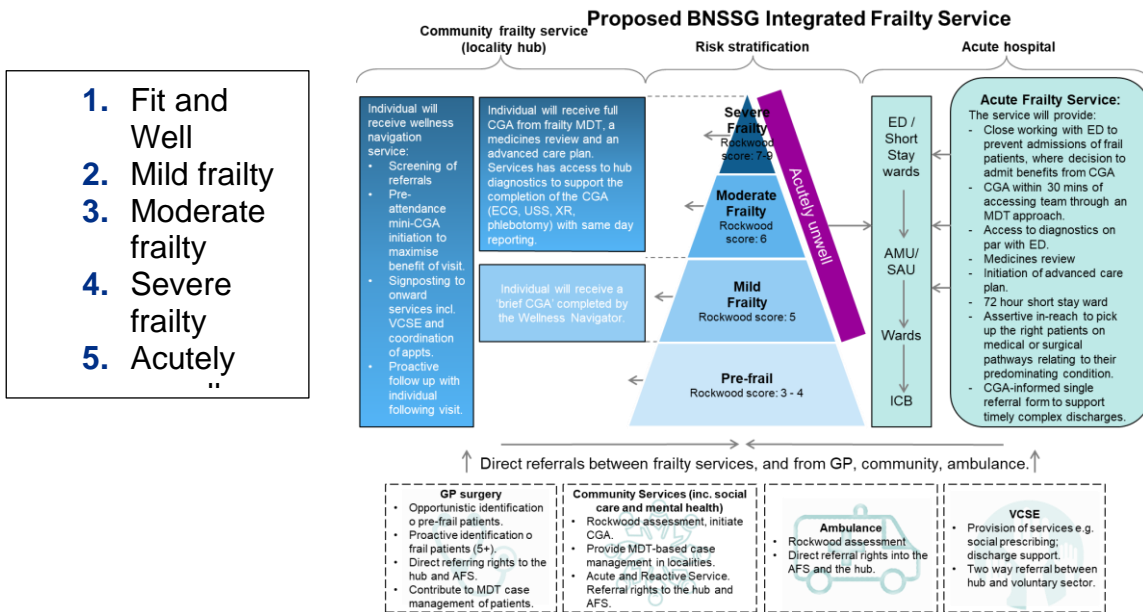 Proposed BNSSG Integrated Frailty Service
Community frailty service
(locality hub)
Risk stratification
Acute hospital
1. Fit and
Well
2. Mild frailty
3. Moderate
frailty
4. Severe
frailty
5. Acutely
Individual will
receive wellness
navigation
service:
• Screening of
referrals
• Pre-
attendance
mini-CGA
initiation to
maximise
benefit of visit.
• Signposting to
onward
services incl.
VCSE and
coordination
of appts.
• Proactive
follow up with
individual
following visit.
Individual will receive full
CGA from frailty MDT, a
medicines review and an
advanced care plan.
Services has access to hub
diagnostics to support the
completion of the CGA
(ECG, USS, XR,
phlebotomy) with same day
reporting.
Individual will receive a
'brief CGA' completed by
the Wellness Navigator.
Severe
Frailty
Rockwood
score: 7-9
Moderate
Frailty
Rockwood
score: 6
Mild
Frailty
Rockwood score: 5
Pre-frail
Rockwood score: 3 - 4
Acutely unwell
ED /
Short
Stay
wards
AMU/
SAU
Wards
ICB
Acute Frailty Service:
The service will provide:
- Close working with ED to
prevent admissions of frail
patients, where decision to
admit benefits from CGA
- CGA within 30 mins of
accessing team through an
MDT approach.
- Access to diagnostics on
par with ED.
- Medicines review
- Initiation of advanced care
plan.
- 72 hour short stay ward
- Assertive in-reach to pick
up the right patients on
medical or surgical
pathways relating to their
predominating condition.
- CGA-informed single
referral form to support
timely complex discharges.
Direct referrals between frailty services, and from GP, community, ambulance.
GP surgery
• Opportunistic identification
o pre-frail patients.
• Proactive identification o
frail patients (5+).
• Direct referring rights to the
hub and AFS.
• Contribute to MDT case
management of patients.
Community Services (inc. social
care and mental health)
• Rockwood assessment, initiate
CGA.
• Provide MDT-based case
management in localities.
• Acute and Reactive Service.
Referral rights to the hub and
AFS.
Ambulance
• Rockwood assessment
• Direct referral rights into the
AFS and the hub.
VCSE
• Provision of services e.g.
social prescribing;
discharge support.
• Two way referral between
hub and voluntary sector.